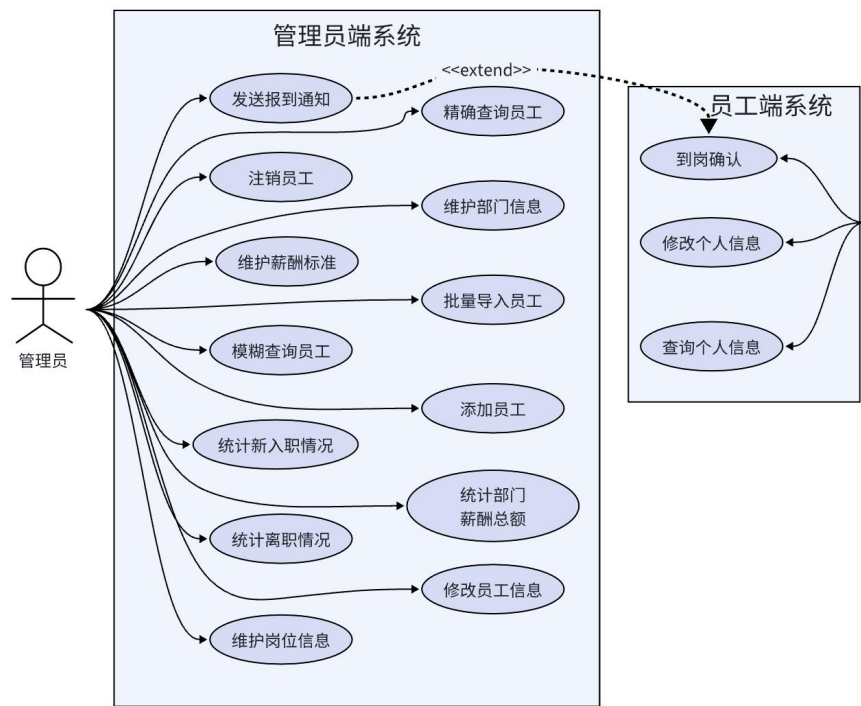 管理员端系统
<<extend>>
发送报到通知
精确查询员工
员工端系统
到岗确认
注销员工
维护部门信息
修改个人信息
维护薪酬标准
批量导入员工
模糊查询员工
查询个人信息
管理员
添加员工
统计新入职情况
统计部门
薪酬总额
统计离职情况
修改员工信息
维护岗位信息